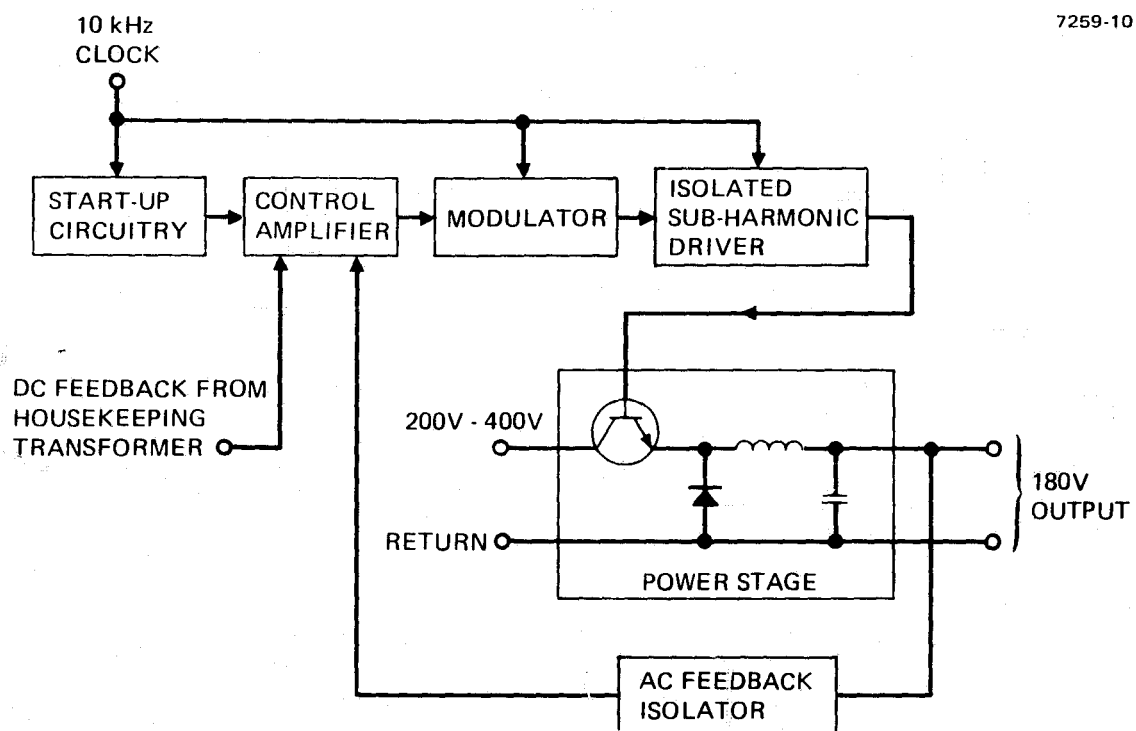 10 kHz
CLOCK
7259-10
START-UP
CIRCUITRY
CONTROL
AMPLIFIER
MODULATOR
ISOLATED
SUB-HARMONIC
DRIVER
DC FEEDBACK FROM
HOUSEKEEPING
TRANSFORMER
200V - 400V
180V
OUTPUT
RETURN
POWER STAGE
AC FEEDBACK
ISOLATOR